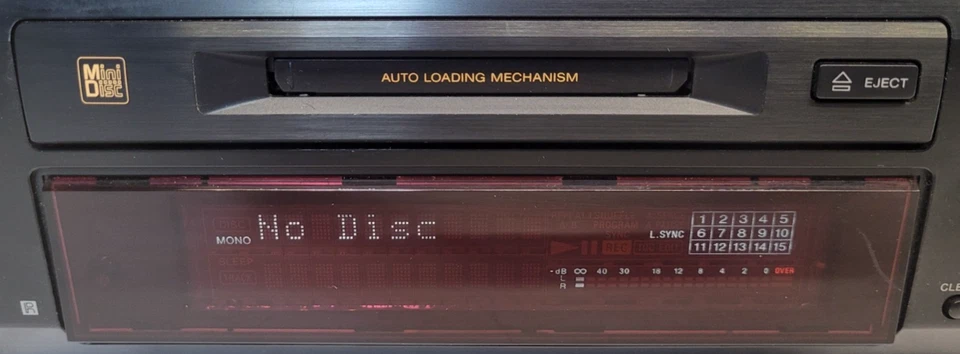 Mini Disc
AUTO LOADING MECHANISM
EJECT
No Disc
MONO
L.SYNC
1 2 3 4 5
6 7 8 9 10
11 12 13 14 15
REC
-dB ∞ 40 30 18 12 8 4 2 0 OVER
L
R